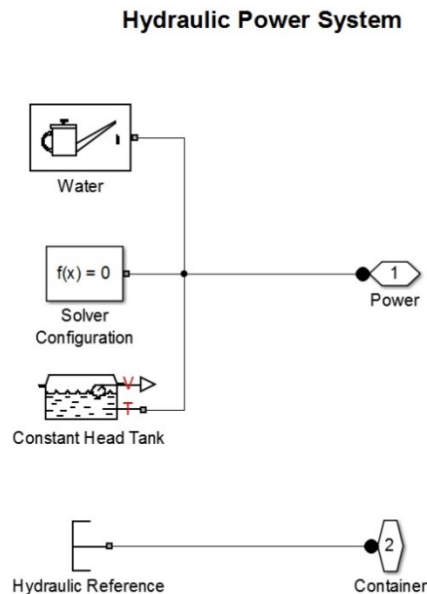 Hydraulic Power System
Water
f(x) = 0
Solver
Configuration
1
Power
V
T
Constant Head Tank
Hydraulic Reference
2
Container